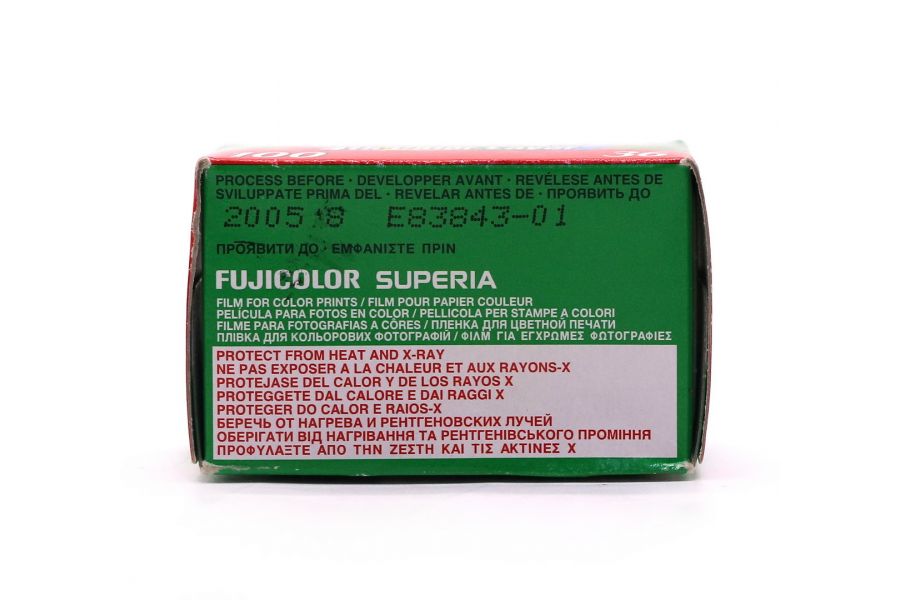 100 36
PROCESS BEFORE · DEVELOPPER AVANT · REVÉLESE ANTES DE
SVILUPPATE PRIMA DEL · REVELAR ANTES DE · ПРОЯВИТЬ ДО
2005 8 E83843-01
ПРОЯВИТИ ДО · ΕΜΦΑΝΙΣΤΕ ΠΡΙΝ
FUJICOLOR SUPERIA
FILM FOR COLOR PRINTS / FILM POUR PAPIER COULEUR
PELÍCULA PARA FOTOS EN COLOR / PELLICOLA PER STAMPE A COLORI
FILME PARA FOTOGRAFIAS A CÔRES / ПЛЕНКА ДЛЯ ЦВЕТНОЙ ПЕЧАТИ
ПЛІВКА ДЛЯ КОЛЬОРОВИХ ФОТОГРАФІЙ / ΦΙΛΜ ΓΙΑ ΕΓΧΡΩΜΕΣ ΦΩΤΟΓΡΑΦΙΕΣ
PROTECT FROM HEAT AND X-RAY
NE PAS EXPOSER A LA CHALEUR ET AUX RAYONS-X
PROTEJASE DEL CALOR Y DE LOS RAYOS X
PROTEGGETE DAL CALORE E DAI RAGGI X
PROTEGER DO CALOR E RAIOS-X
БЕРЕЧЬ ОТ НАГРЕВА И РЕНТГЕНОВСКИХ ЛУЧЕЙ
ОБЕРІГАТИ ВІД НАГРІВАННЯ ТА РЕНТГЕНІВСЬКОГО ПРОМІННЯ
ΠΡΟΦΥΛΑΞΤΕ ΑΠΟ ΤΗΝ ΖΕΣΤΗ ΚΑΙ ΤΙΣ ΑΚΤΙΝΕΣ Χ